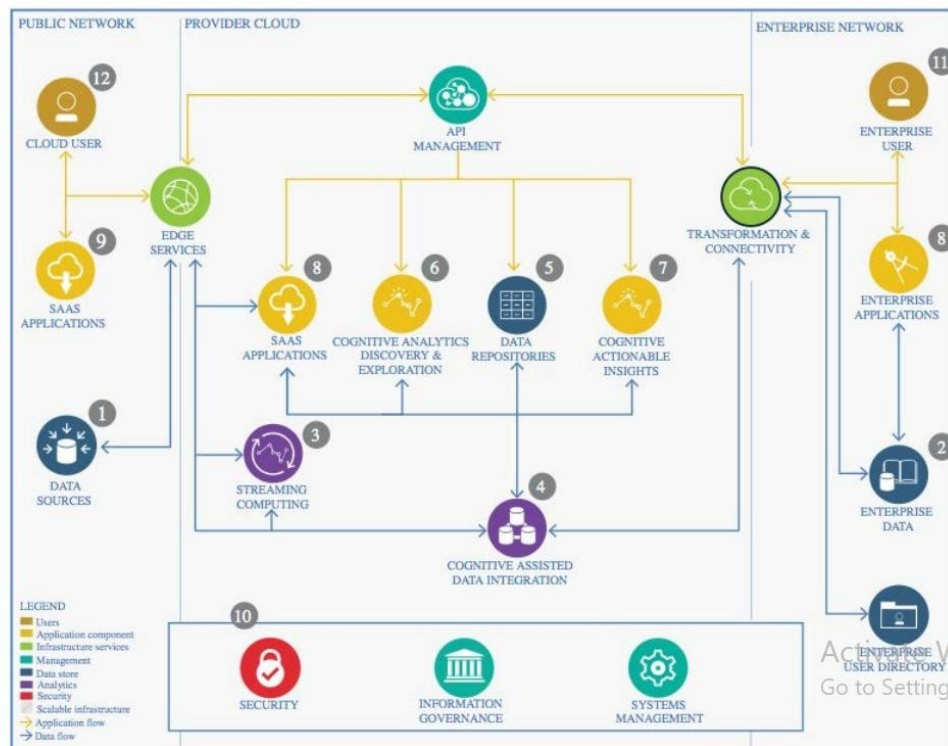 PUBLIC NETWORK
PROVIDER CLOUD
ENTERPRISE NETWORK
12
CLOUD USER
API
MANAGEMENT
11
ENTERPRISE
USER
EDGE
SERVICES
TRANSFORMATION &
CONNECTIVITY
9
SAAS
APPLICATIONS
8
SAAS
APPLICATIONS
6
COGNITIVE ANALYTICS
DISCOVERY &
EXPLORATION
5
DATA
REPOSITORIES
7
COGNITIVE
ACTIONABLE
INSIGHTS
8
ENTERPRISE
APPLICATIONS
1
DATA
SOURCES
3
STREAMING
COMPUTING
4
COGNITIVE ASSISTED
DATA INTEGRATION
2
ENTERPRISE
DATA
ENTERPRISE
USER DIRECTORY
LEGEND
Users
Application component
Infrastructure services
Management
Data store
Analytics
Security
Scalable infrastructure
Application flow
Data flow
10
SECURITY
INFORMATION
GOVERNANCE
SYSTEMS
MANAGEMENT
Activate W
Go to Setting